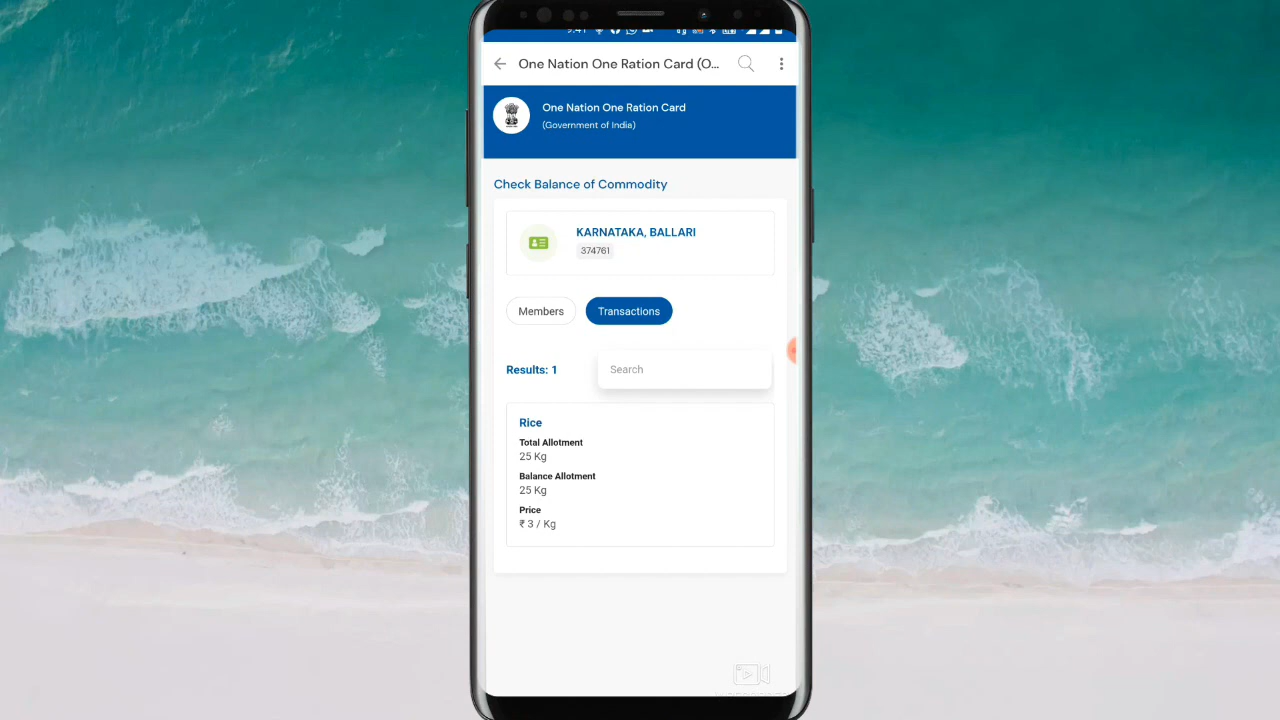 One Nation One Ration Card (O...
One Nation One Ration Card
(Government of India)
Check Balance of Commodity
KARNATAKA, BALLARI
374761
Members
Transactions
Results: 1
Search
Rice
Total Allotment
25 Kg
Balance Allotment
25 Kg
Price
₹ 3 / Kg